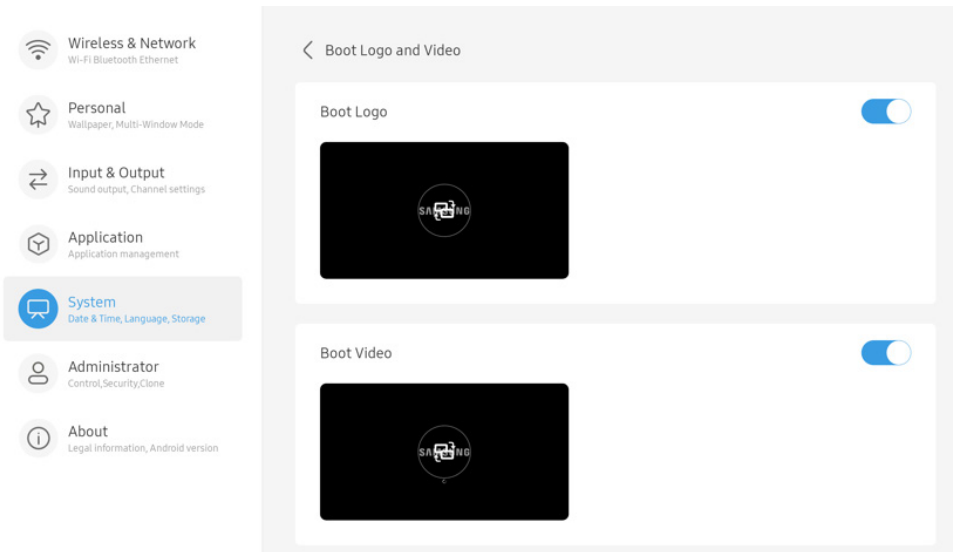 Wireless & Network
Wi-Fi Bluetooth Ethernet
Personal
Wallpaper, Multi-Window Mode
Input & Output
Sound output, Channel settings
Application
Application management
System
Date & Time, Language, Storage
Administrator
Control,Security,Clone
About
Legal information, Android version
Boot Logo and Video
Boot Logo
Boot Video